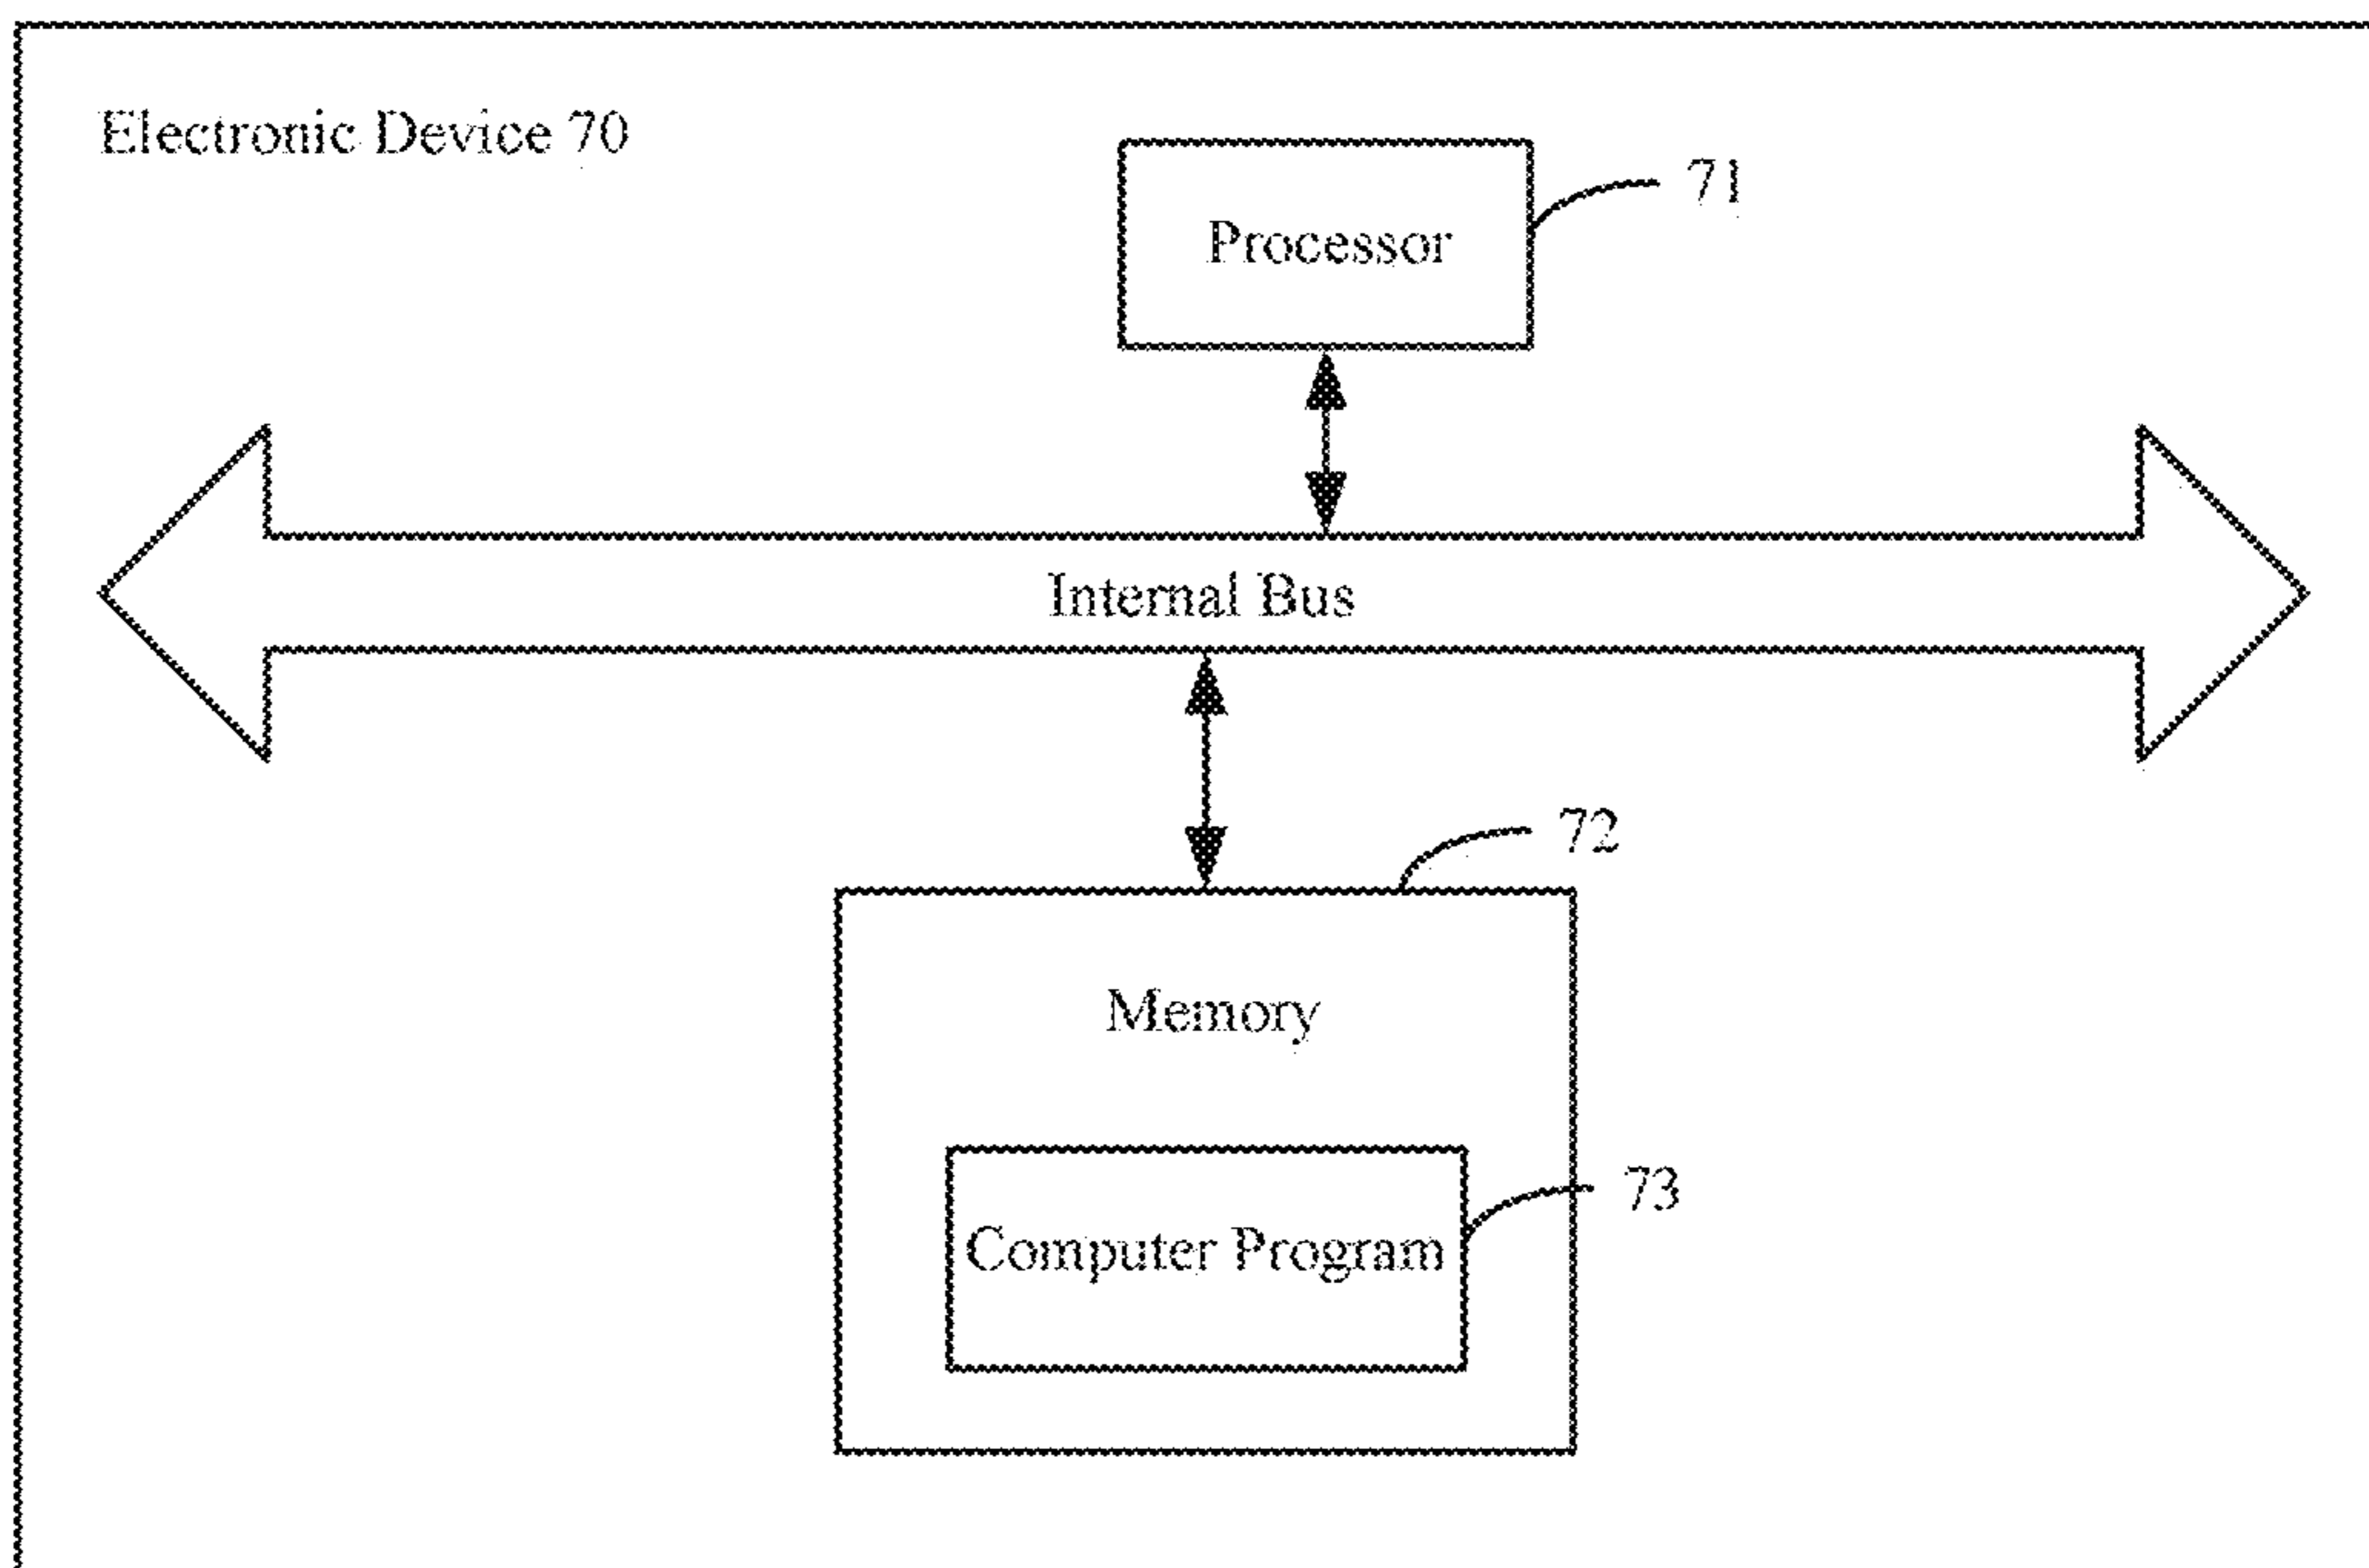 Electronic Device 70
Processor
71
Internal Bus
72
Memory
73
Computer Program